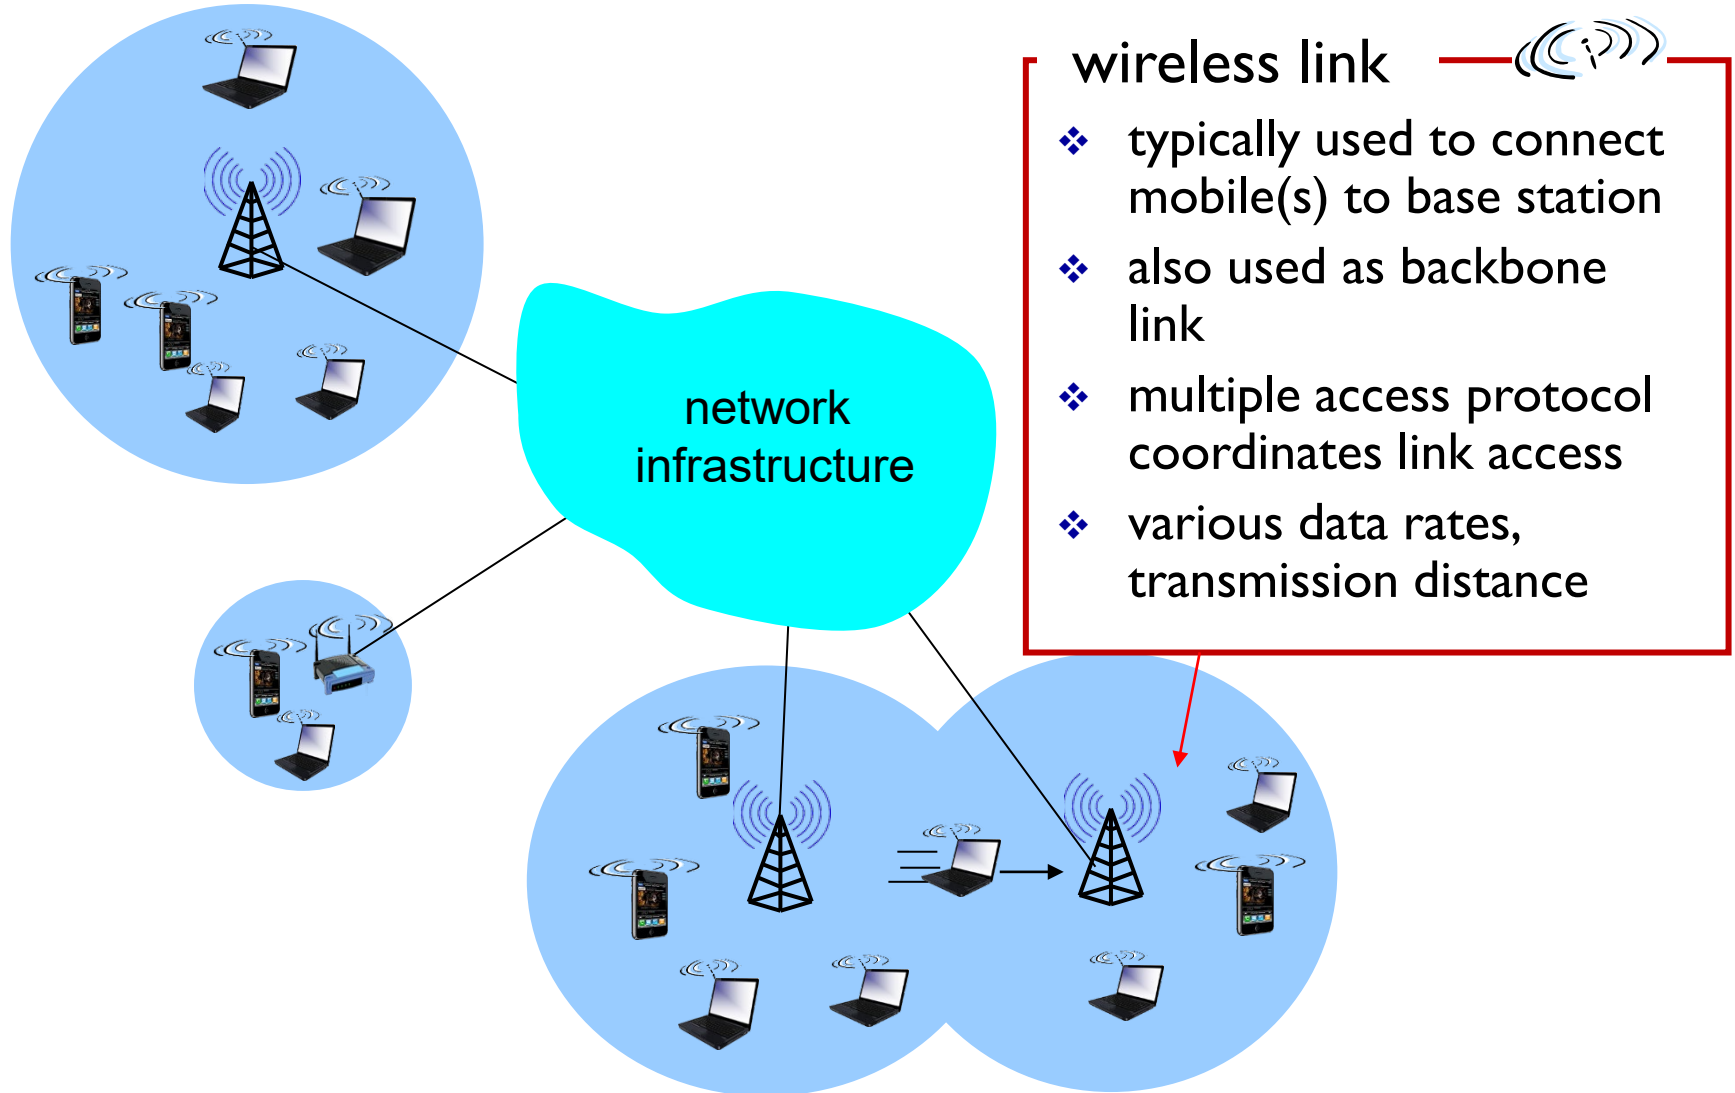 wireless link
❖ typically used to connect
mobile(s) to base station
❖ also used as backbone
link
❖ multiple access protocol
coordinates link access
❖ various data rates,
transmission distance
network
infrastructure